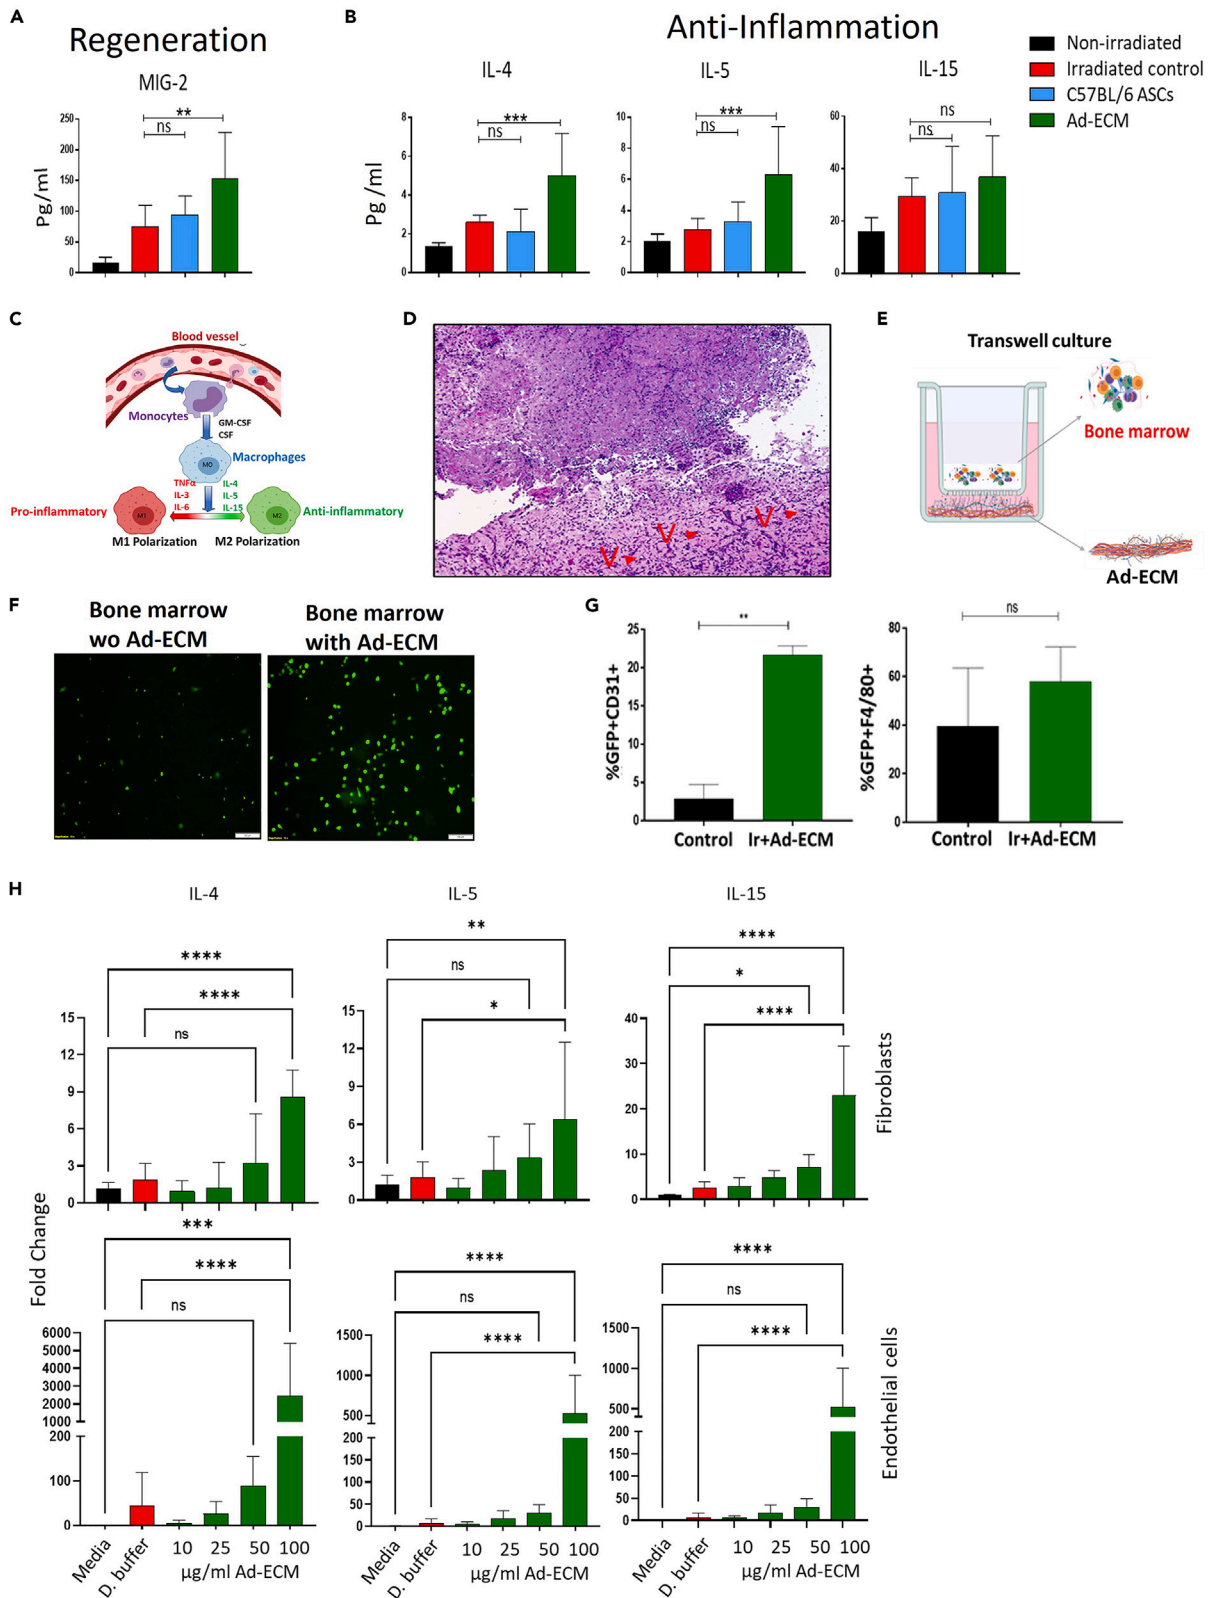 A
Regeneration
MIG-2
Pg/ml
250
200
150
100
50
0
**
ns
B
Anti-Inflammation
IL-4
Pg/ml
8
6
4
2
0
***
ns
IL-5
10
8
6
4
2
0
***
ns
IL-15
60
40
20
0
ns
ns
Non-irradiated
Irradiated control
C57BL/6 ASCs
Ad-ECM
C
Blood vessel
Monocytes
GM-CSF
CSF
Macrophages
M0
TNFα
IL-3
IL-6
IL-4
IL-5
IL-15
Pro-inflammatory
M1
M2
Anti-inflammatory
M1 Polarization
M2 Polarization
D
V
V
V
E
Transwell culture
Bone marrow
Ad-ECM
F
Bone marrow
wo Ad-ECM
Bone marrow
with Ad-ECM
G
%GFP+CD31+
25
20
15
10
5
0
**
Control
Ir+Ad-ECM
%GFP+F4/80+
80
60
40
20
0
ns
Control
Ir+Ad-ECM
H
IL-4
IL-5
IL-15
Fold Change
****
****
ns
15
12
9
6
3
0
**
ns
*
15
12
9
6
3
0
****
*
****
40
30
20
10
0
Fibroblasts
***
****
ns
6000
5000
4000
3000
2000
1000
200
100
0
Media
D. buffer
10
25
50
100
µg/ml Ad-ECM
****
ns
****
1500
1000
500
200
150
100
50
0
Media
D. buffer
10
25
50
100
µg/ml Ad-ECM
****
ns
****
1500
1000
500
200
150
100
50
0
Media
D. buffer
10
25
50
100
µg/ml Ad-ECM
Endothelial cells